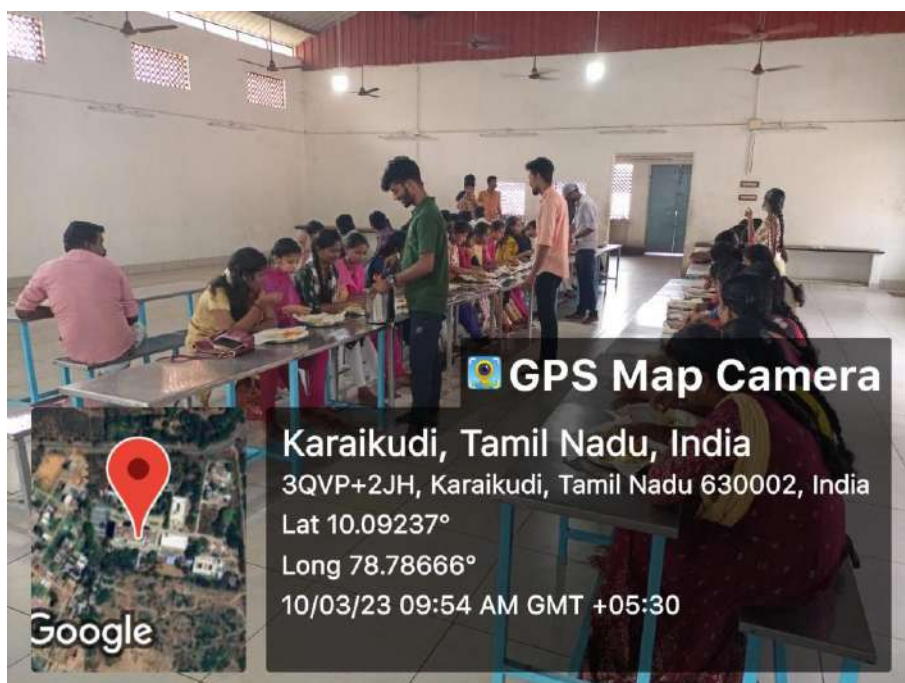 GPS Map Camera
Karaikudi, Tamil Nadu, India
3QVP+2JH, Karaikudi, Tamil Nadu 630002, India
Lat 10.09237°
Long 78.78666°
10/03/23 09:54 AM GMT +05:30
Google